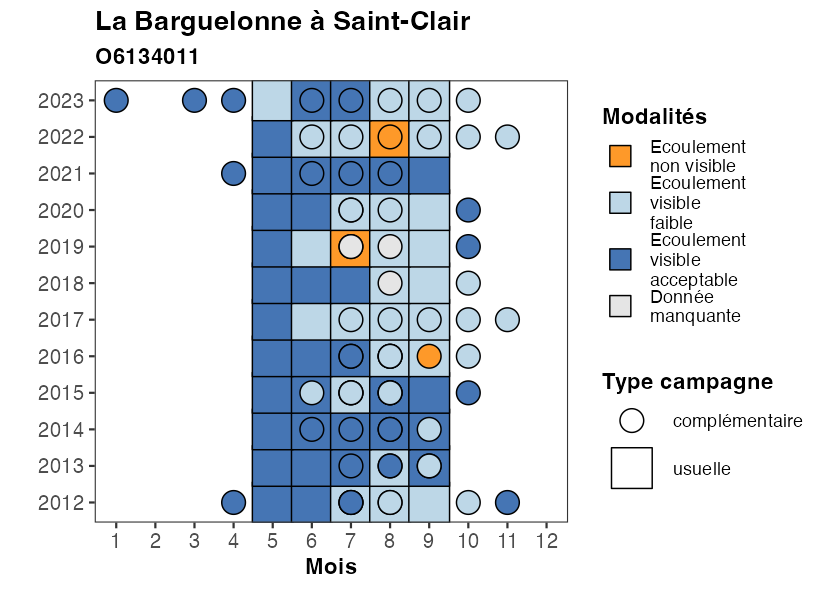 La Barguelonne à Saint-Clair
O6134011
2023
2022
2021
2020
2019
2018
2017
2016
2015
2014
2013
2012
1 2 3 4 5 6 7 8 9 10 11 12
Mois
Modalités
Ecoulement
non visible
Ecoulement
visible
faible
Ecoulement
visible
acceptable
Donnée
manquante
Type campagne
complémentaire
usuelle